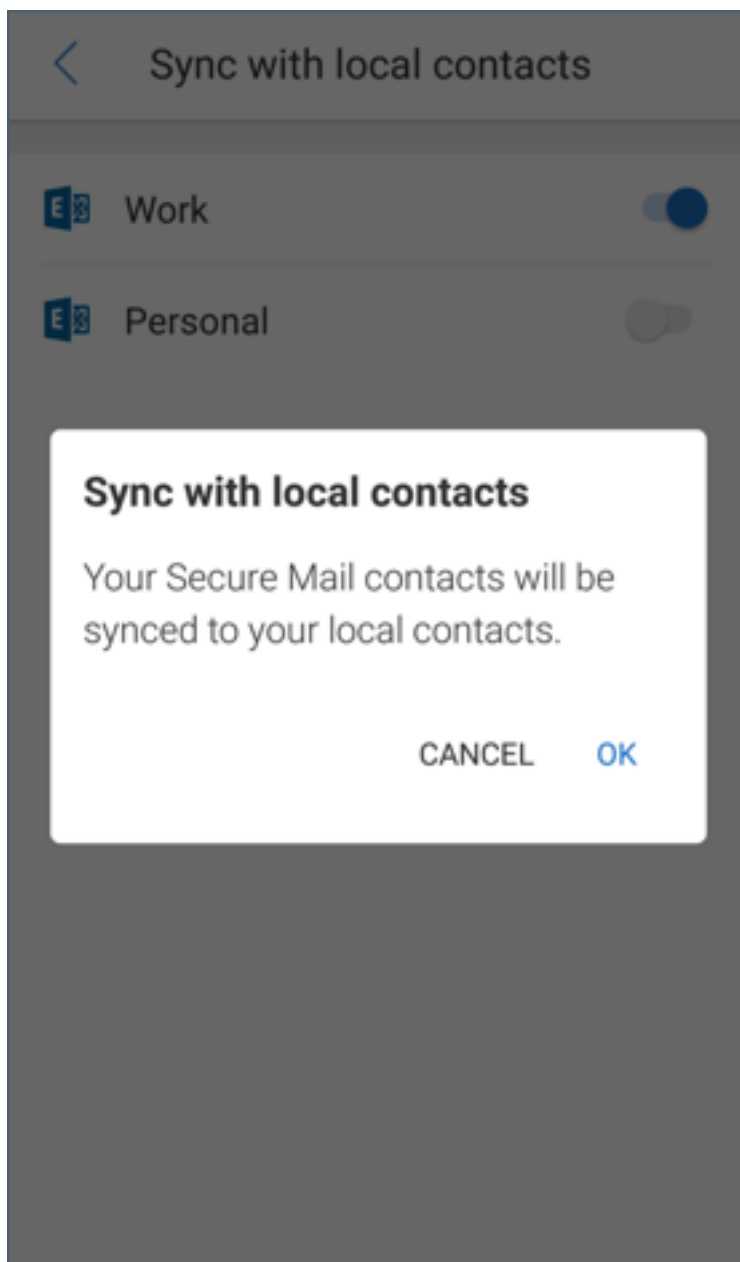 Sync with local contacts
E Work
E Personal
Sync with local contacts
Your Secure Mail contacts will be
synced to your local contacts.
CANCEL OK